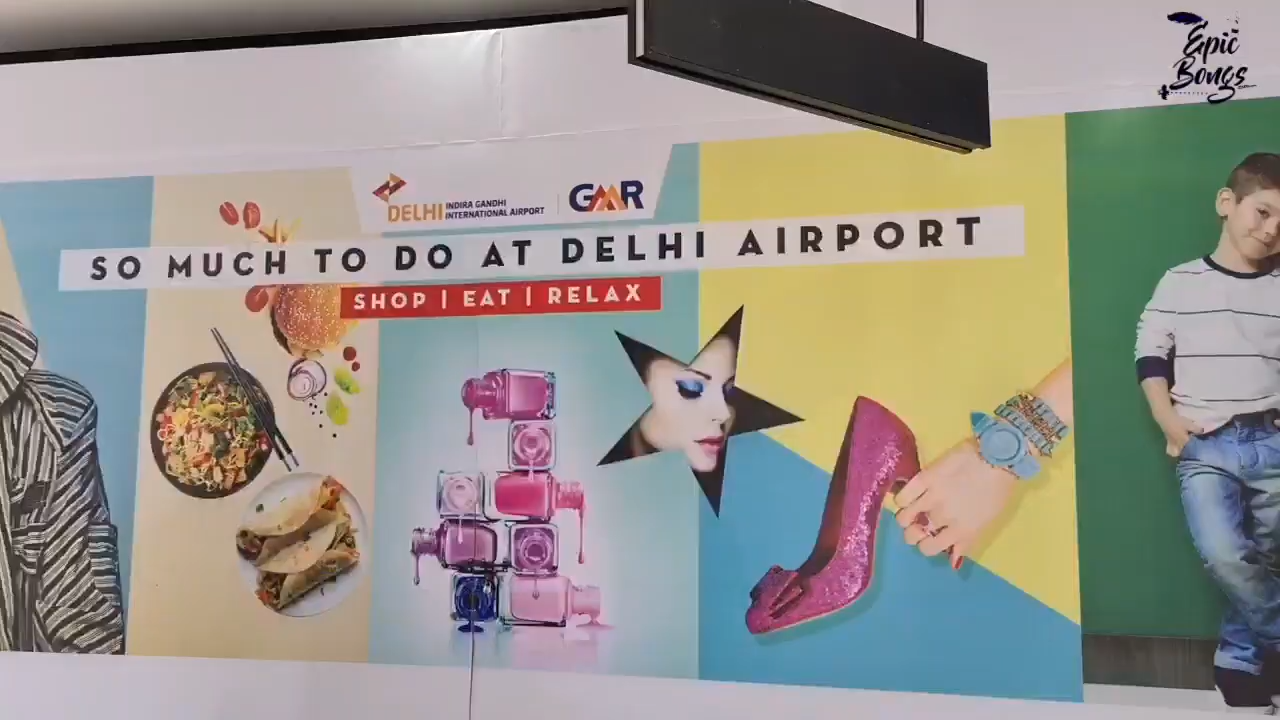 Epic
Bongs
DELHI INDIRA GANDHI
INTERNATIONAL AIRPORT
GMR
SO MUCH TO DO AT DELHI AIRPORT
SHOP | EAT | RELAX